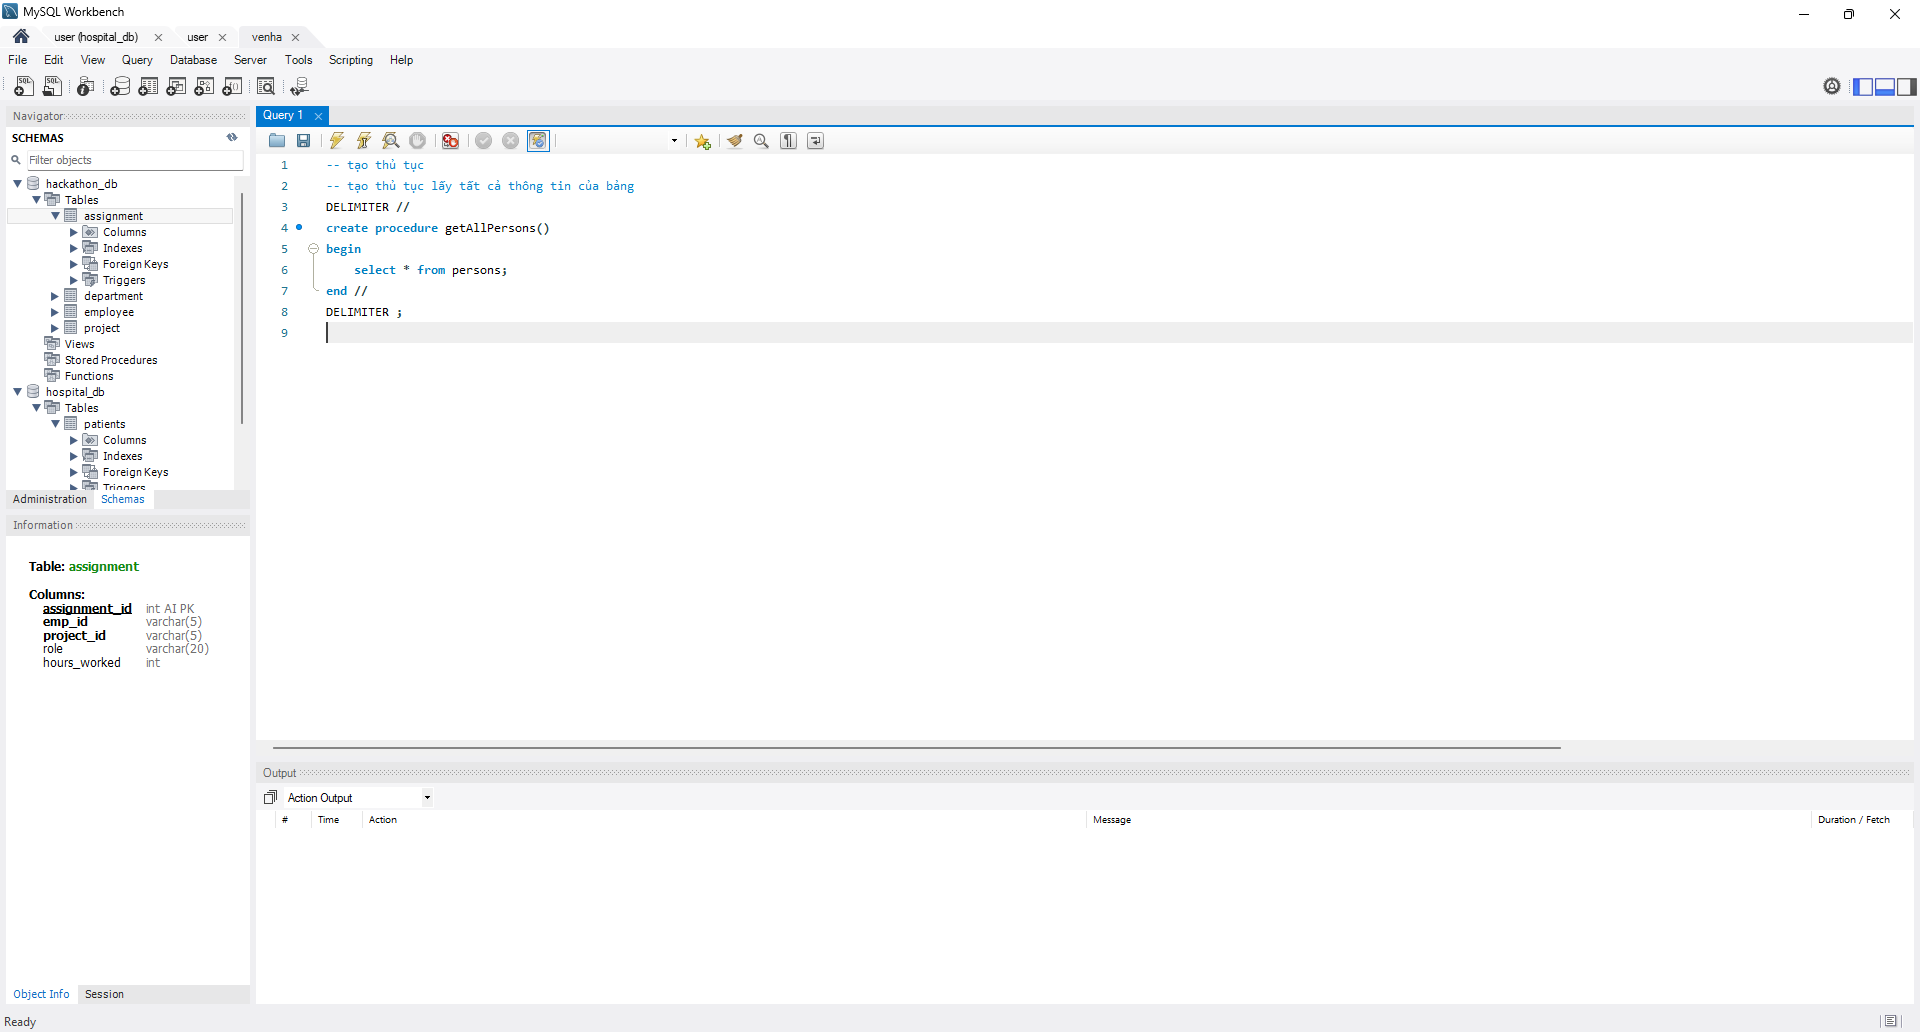 MySQL Workbench
user (hospital_db)
user
venha
File Edit View Query Database Server Tools Scripting Help
Navigator
SCHEMAS
Filter objects
hackathon_db
Tables
assignment
Columns
Indexes
Foreign Keys
Triggers
department
employee
project
Views
Stored Procedures
Functions
hospital_db
Tables
patients
Columns
Indexes
Foreign Keys
Triggers
Administration Schemas
Information
Table: assignment
Columns:
assignment_id int AI PK
emp_id varchar(5)
project_id varchar(5)
role varchar(20)
hours_worked int
Object Info Session
Ready
Query 1
1 -- tạo thủ tục
2 -- tạo thủ tục lấy tất cả thông tin của bảng
3 DELIMITER //
4 create procedure getAllPersons()
5 begin
6 select * from persons;
7 end //
8 DELIMITER ;
9
Output
Action Output
# Time Action Message Duration / Fetch